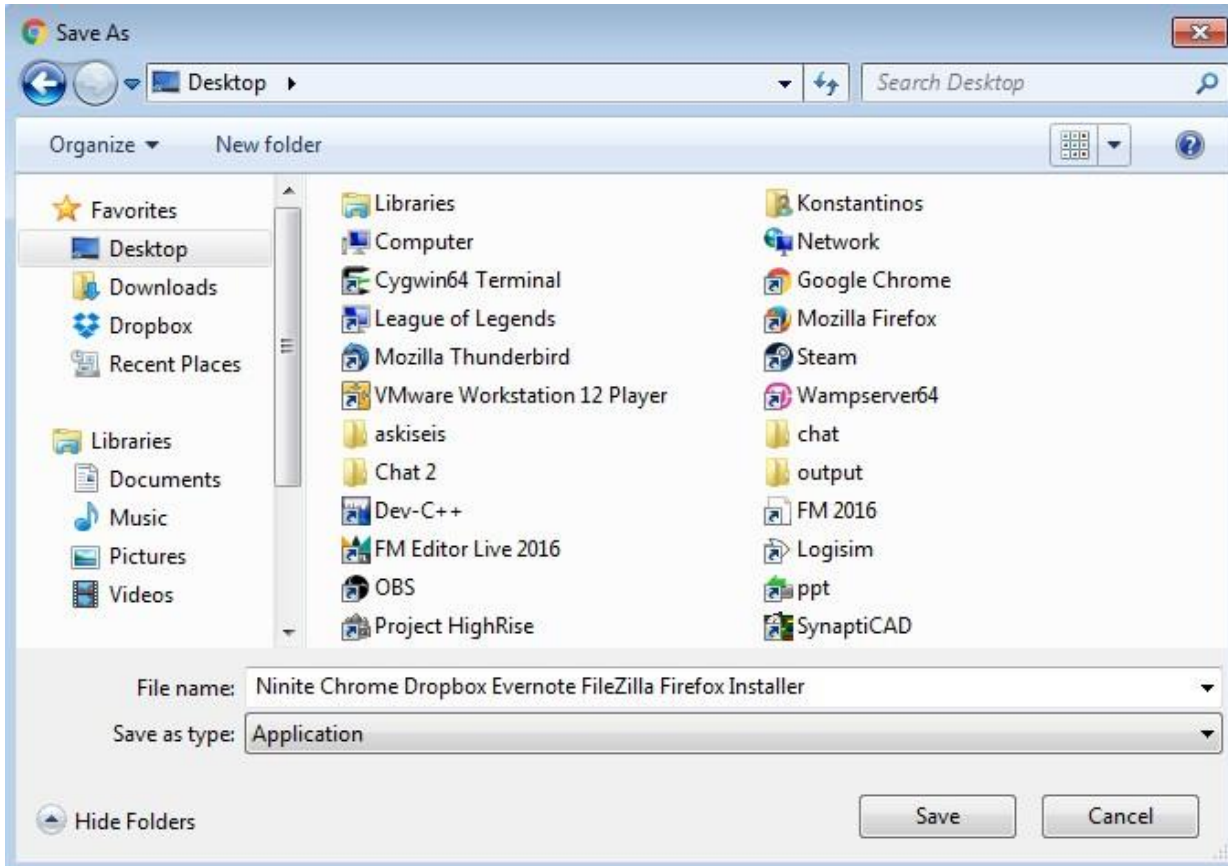 Save As
Desktop
Search Desktop
Organize
New folder
Favorites
Desktop
Downloads
Dropbox
Recent Places
Libraries
Documents
Music
Pictures
Videos
Libraries
Konstantinos
Computer
Network
Cygwin64 Terminal
Google Chrome
League of Legends
Mozilla Firefox
Mozilla Thunderbird
Steam
VMware Workstation 12 Player
Wampserver64
askiseis
chat
Chat 2
output
Dev-C++
FM 2016
FM Editor Live 2016
Logisim
OBS
ppt
Project HighRise
SynaptiCAD
File name: Ninite Chrome Dropbox Evernote FileZilla Firefox Installer
Save as type: Application
Hide Folders
Save
Cancel